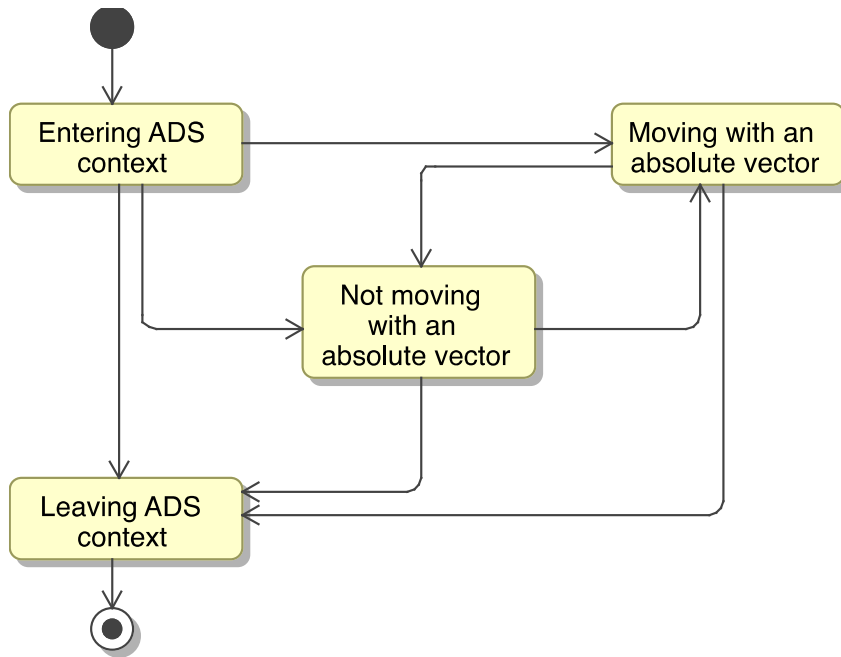 Entering ADS
context
Moving with an
absolute vector
Not moving
with an
absolute vector
Leaving ADS
context